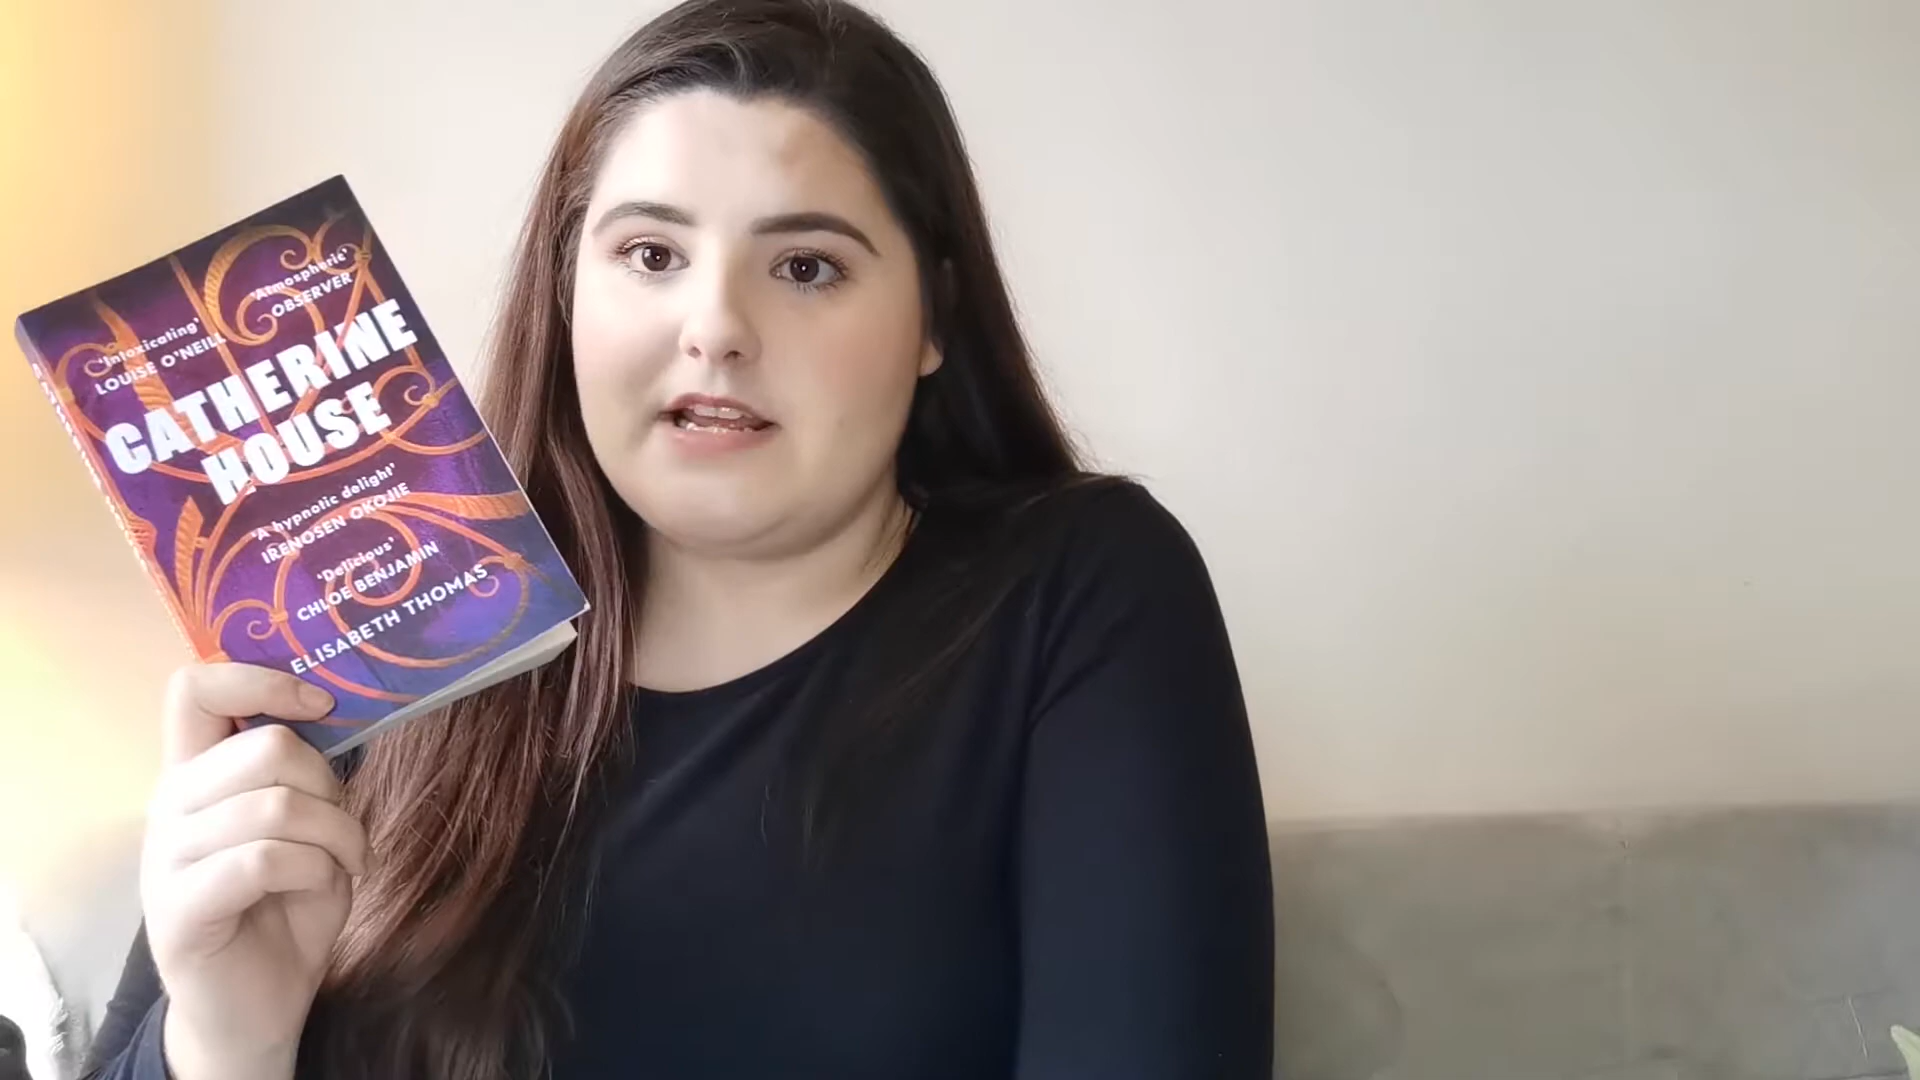 'Atmospheric'
OBSERVER
'Intoxicating'
LOUISE O'NEILL
CATHERINE
HOUSE
'A hypnotic delight'
IRENOSEN OKOJIE
'Delicious'
CHLOE BENJAMIN
ELISABETH THOMAS